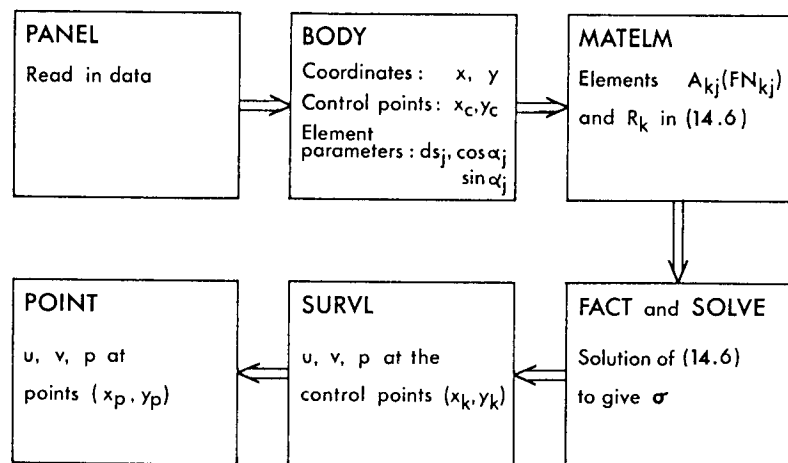 PANEL
Read in data
BODY
Coordinates : x, y
Control points : x_c, y_c
Element
parameters : ds_j, cos α_j
sin α_j
MATELM
Elements A_kj(FN_kj)
and R_k in (14.6)
FACT and SOLVE
Solution of (14.6)
to give σ
SURVL
u, v, p at the
control points (x_k, y_k)
POINT
u, v, p at
points (x_p, y_p)